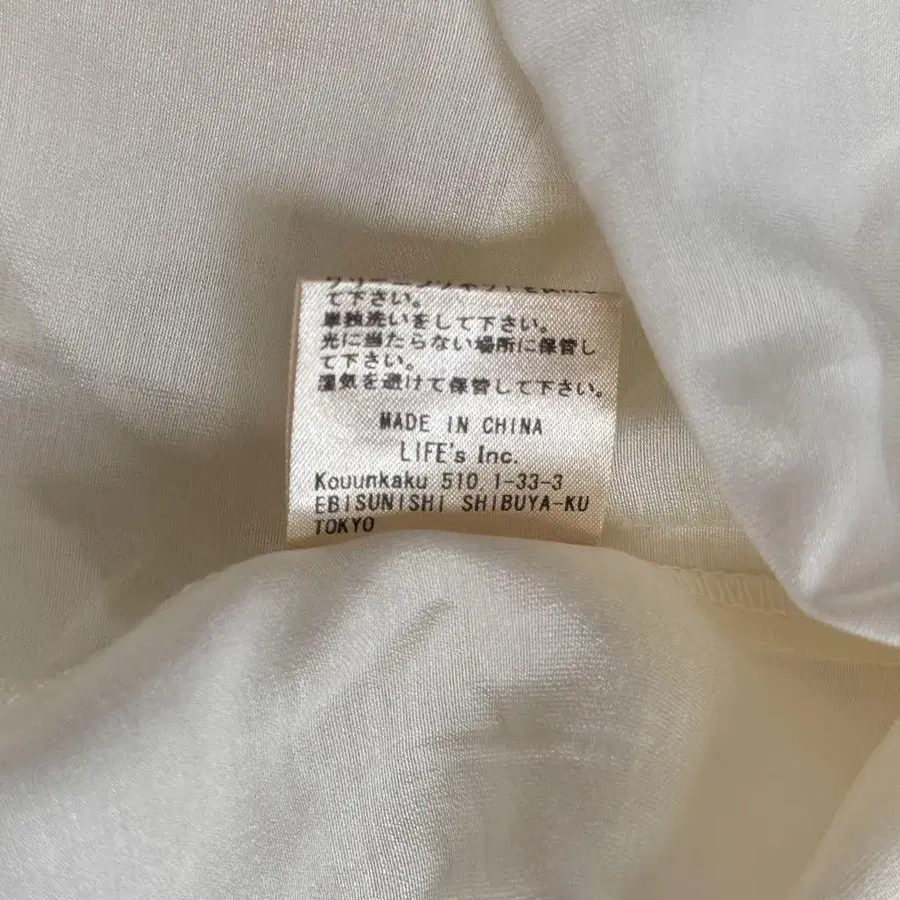 て下さい。
単独洗いをして下さい。
光に当たらない場所に保管し
て下さい。
湿気を避けて保管して下さい。
MADE IN CHINA
LIFE's Inc.
Kouunkaku 510 1-33-3
EBISUNISHI SHIBUYA-KU
TOKYO